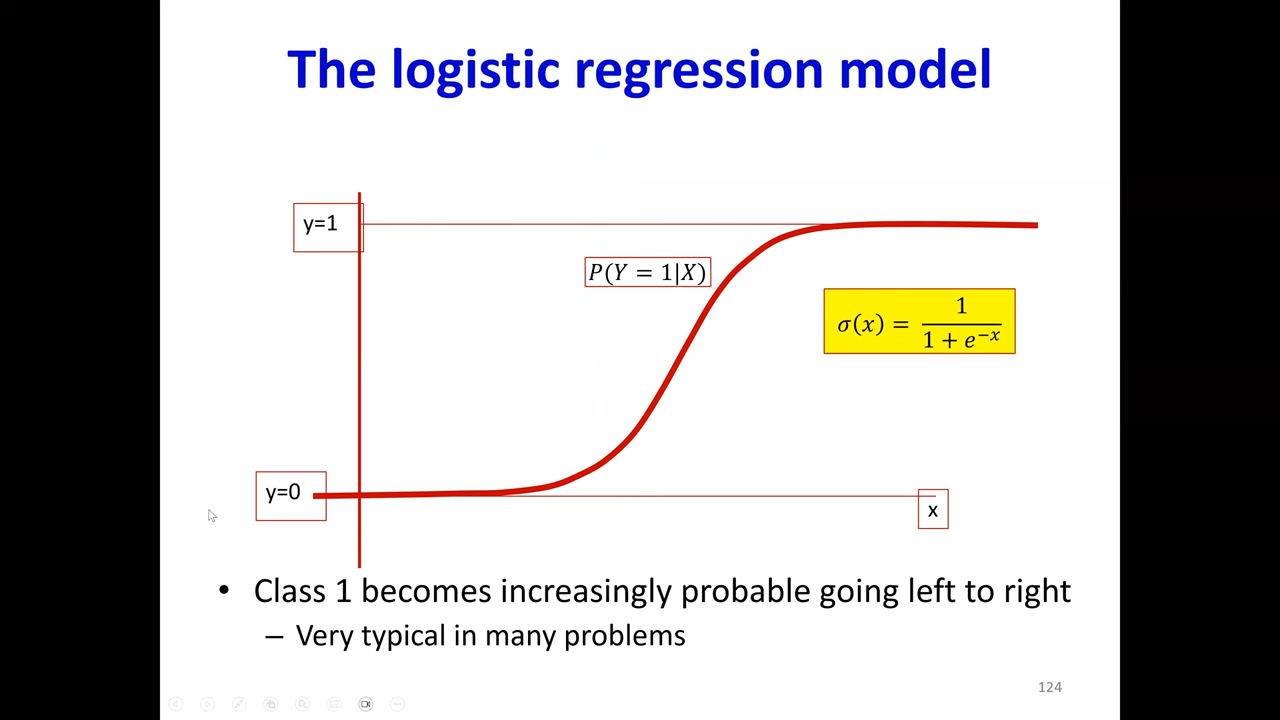 The logistic regression model
y=1
P(Y = 1|X)
σ(x) = 1 / (1 + e^{−x})
y=0
x
• Class 1 becomes increasingly probable going left to right
– Very typical in many problems
124